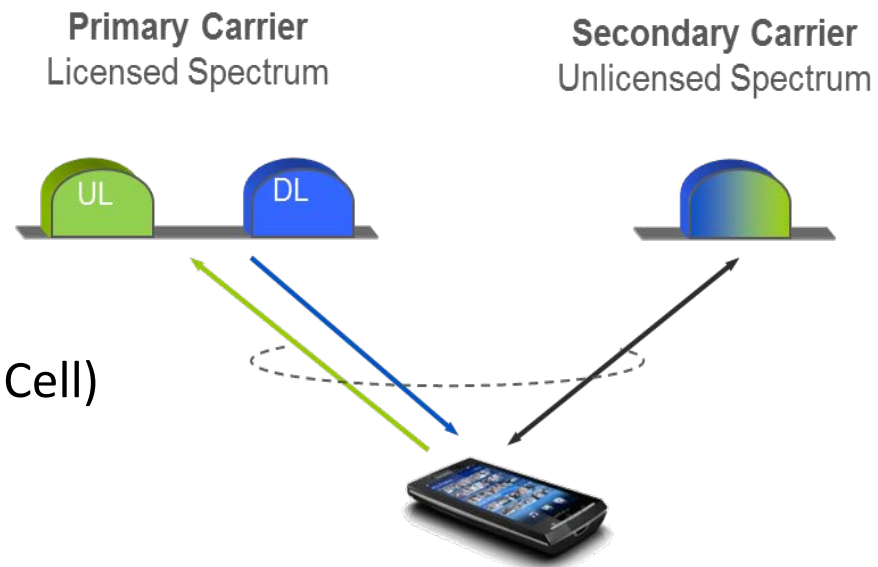 Primary Carrier
Licensed Spectrum
Secondary Carrier
Unlicensed Spectrum
UL
DL
Cell)